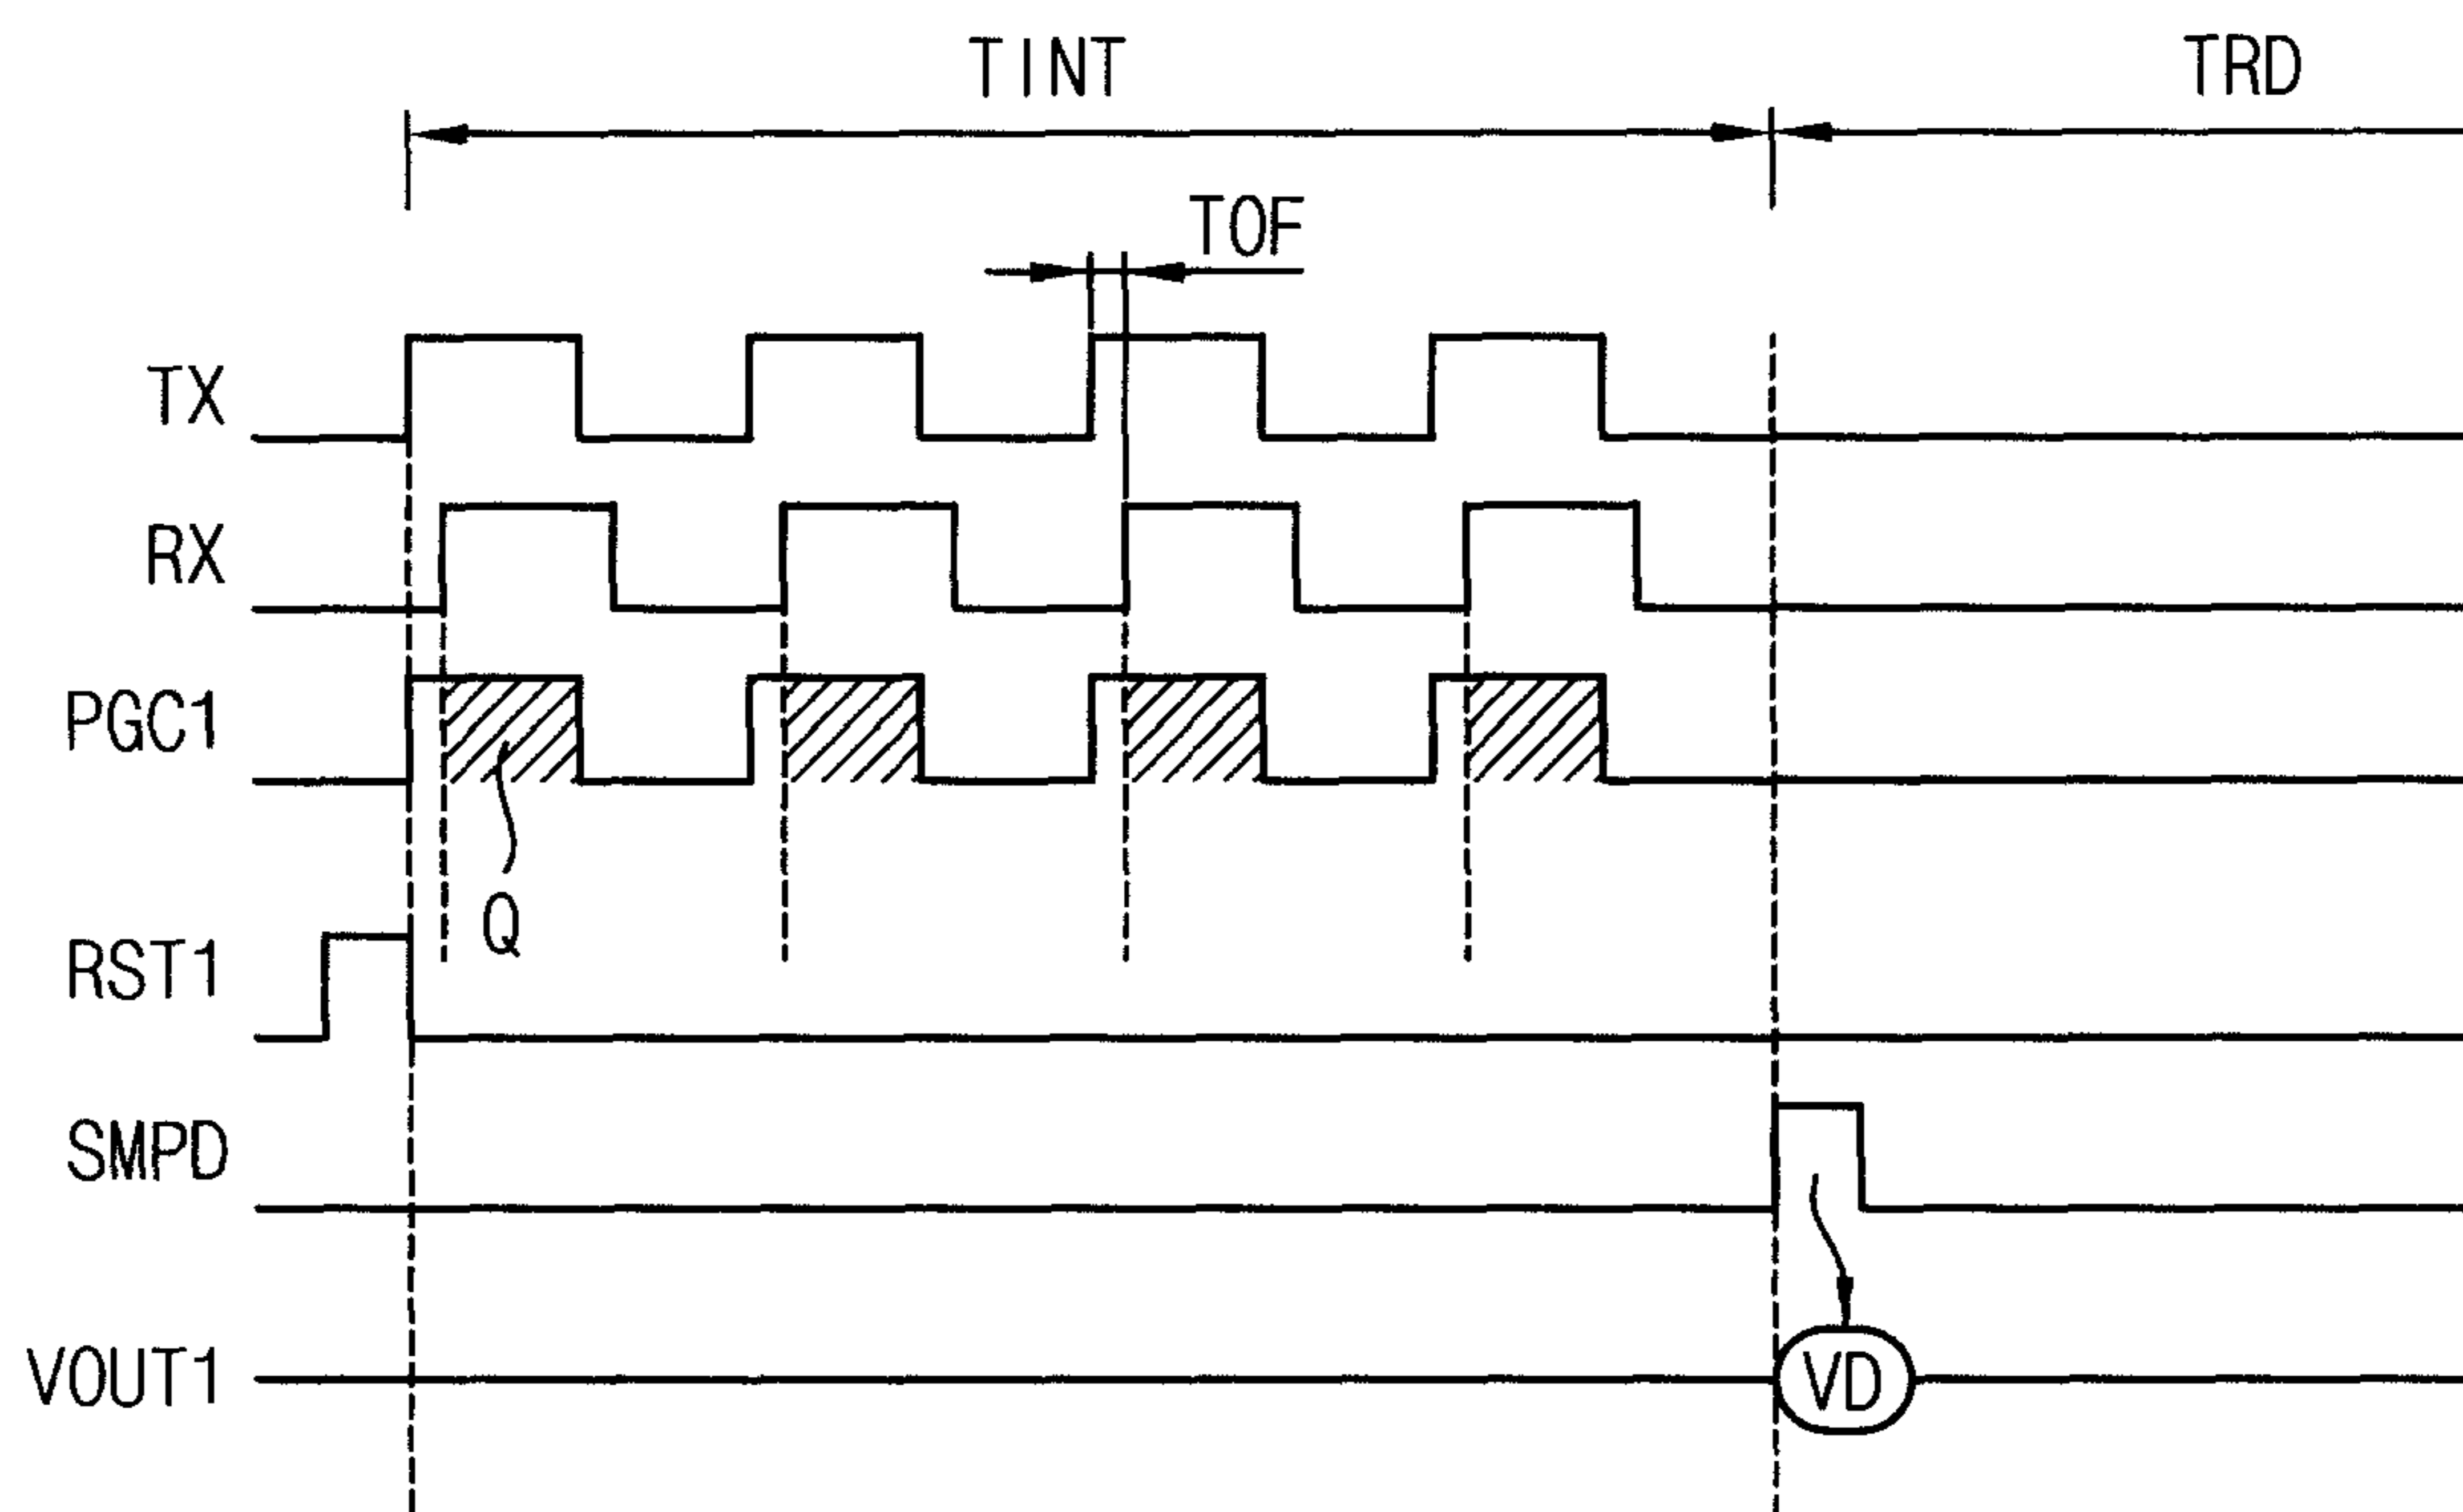 TINT
TRD
TOF
TX
RX
PGC1
Q
RST1
SMPD
VOUT1
VD